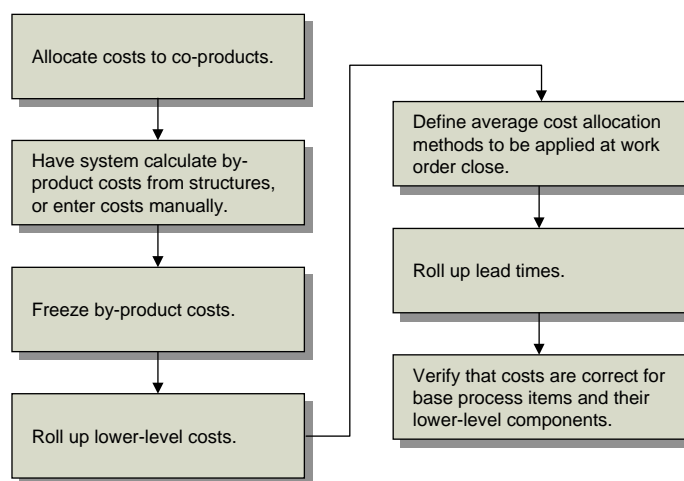 Allocate costs to co-products.
Have system calculate by-
product costs from structures,
or enter costs manually.
Freeze by-product costs.
Roll up lower-level costs.
Define average cost allocation
methods to be applied at work
order close.
Roll up lead times.
Verify that costs are correct for
base process items and their
lower-level components.